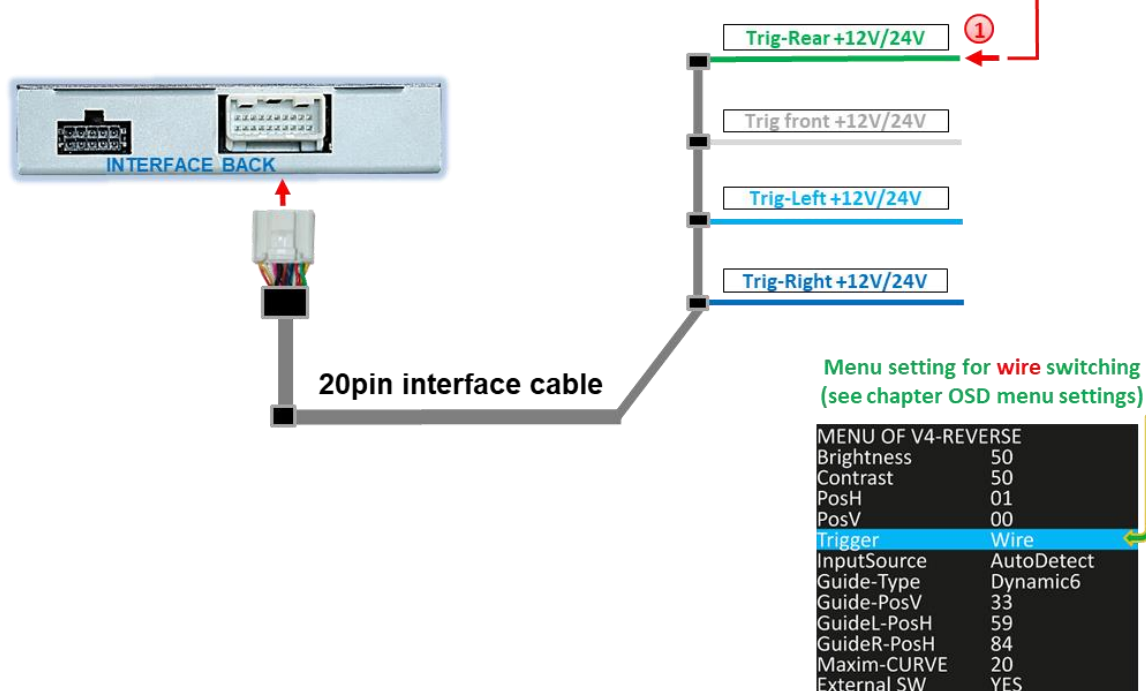 Trig-Rear +12V/24V
1
Trig front +12V/24V
INTERFACE BACK
Trig-Left +12V/24V
Trig-Right +12V/24V
20pin interface cable
Menu setting for wire switching
(see chapter OSD menu settings)
MENU OF V4-REVERSE
Brightness 50
Contrast 50
PosH 01
PosV 00
Trigger Wire
InputSource AutoDetect
Guide-Type Dynamic6
Guide-PosV 33
GuideL-PosH 59
GuideR-PosH 84
Maxim-CURVE 20
External SW YES